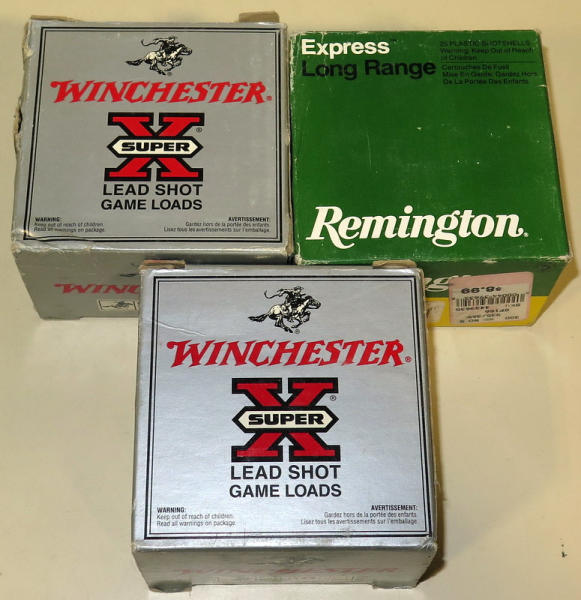 WINCHESTER®
X®
SUPER
LEAD SHOT
GAME LOADS
WARNING:
Keep out of reach of children.
Read all warnings on package.
AVERTISSEMENT:
Gardez hors de la portée des enfants.
Lisez tous les avertissements sur l'emballage.
Express™
Long Range
25 PLASTIC SHOTSHELLS
Warning: Keep Out of Reach
of Children.
Cartouches De Fusil
Mise En Garde: Gardez Hors
De La Portée Des Enfants.
Remington®
$8.99
WINCHESTER®
X®
SUPER
LEAD SHOT
GAME LOADS
WARNING:
Keep out of reach of children.
Read all warnings on package.
AVERTISSEMENT:
Gardez hors de la portée des enfants.
Lisez tous les avertissements sur l'emballage.